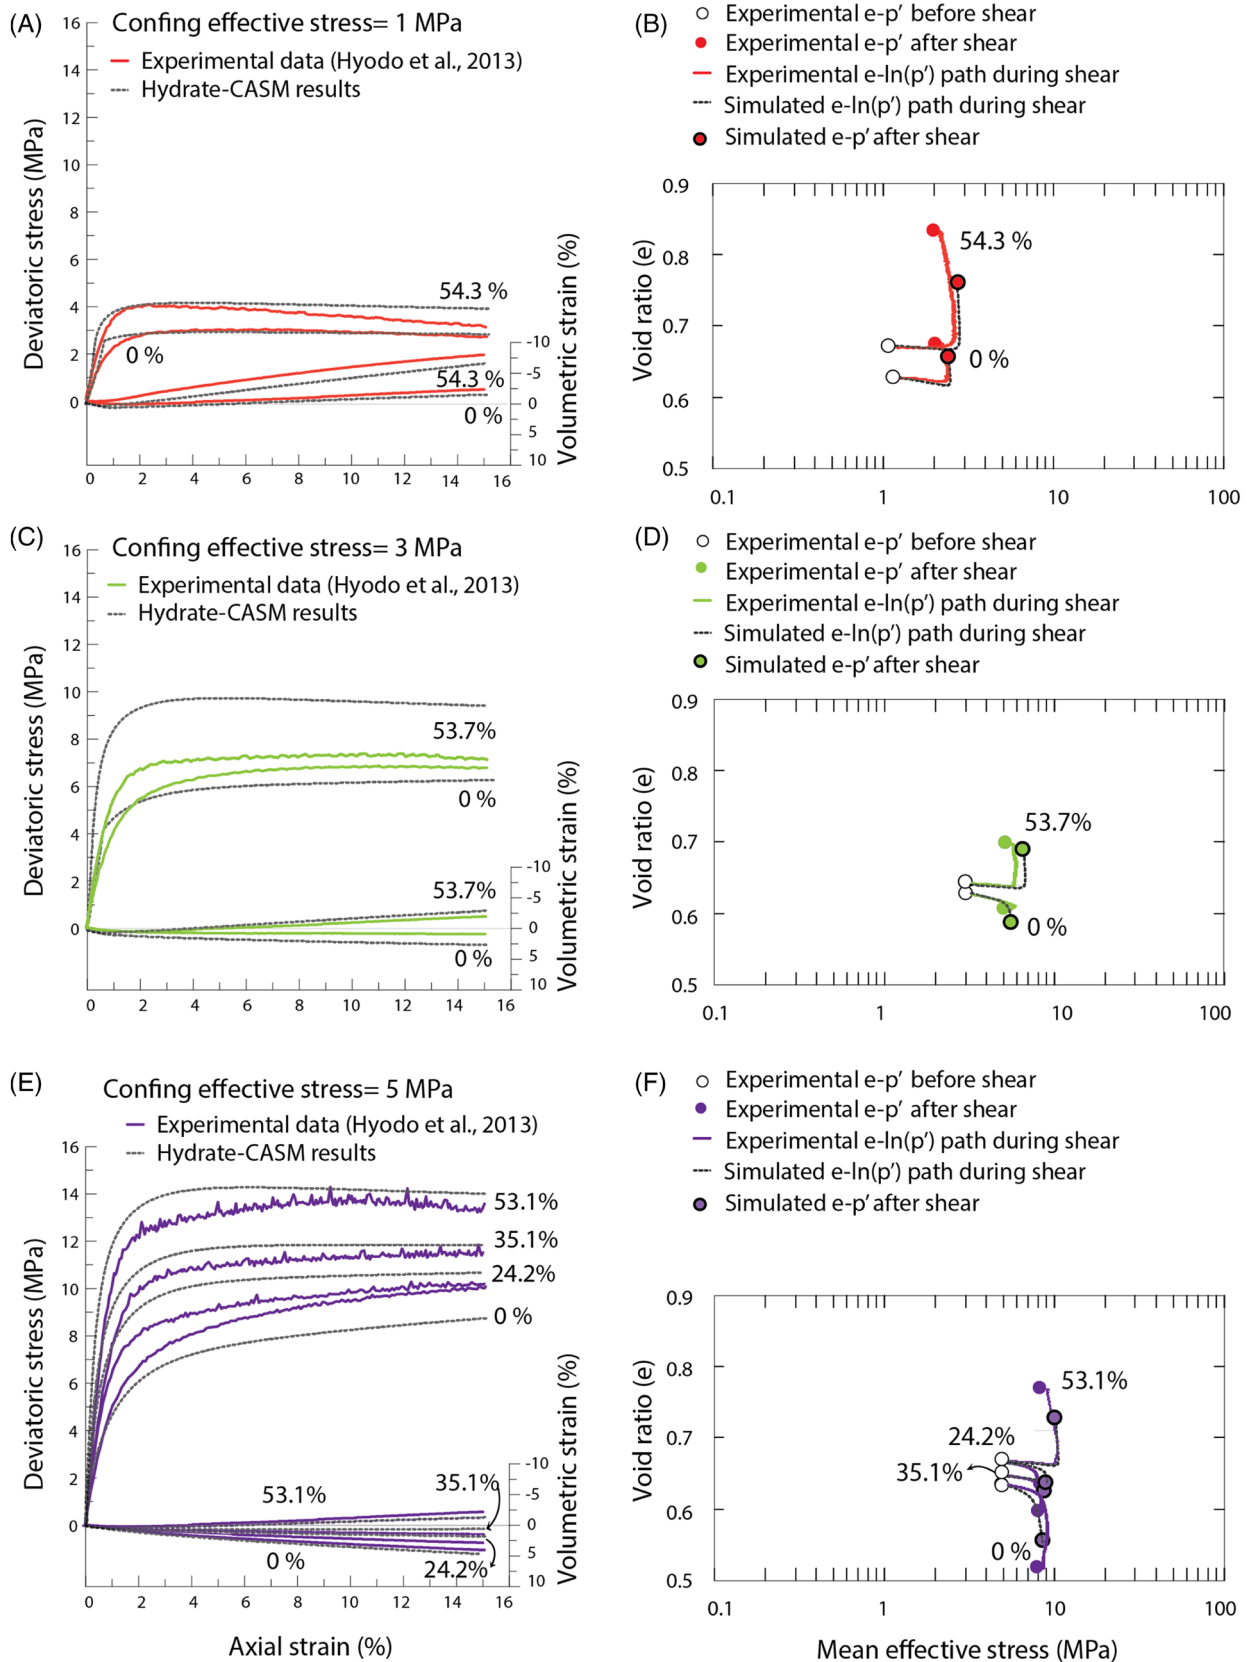 (A)
Confing effective stress= 1 MPa
Experimental data (Hyodo et al., 2013)
Hydrate-CASM results
Deviatoric stress (MPa)
16
14
12
10
8
6
4
2
0
54.3 %
0 %
54.3 %
0 %
-10
-5
0
5
10
Volumetric strain (%)
0 2 4 6 8 10 12 14 16
(B)
Experimental e-p' before shear
Experimental e-p' after shear
Experimental e-ln(p') path during shear
Simulated e-ln(p') path during shear
Simulated e-p' after shear
Void ratio (e)
0.9
0.8
0.7
0.6
0.5
54.3 %
0 %
0.1 1 10 100
(C)
Confing effective stress= 3 MPa
Experimental data (Hyodo et al., 2013)
Hydrate-CASM results
Deviatoric stress (MPa)
16
14
12
10
8
6
4
2
0
53.7%
0 %
53.7%
0 %
-10
-5
0
5
10
Volumetric strain (%)
0 2 4 6 8 10 12 14 16
(D)
Experimental e-p' before shear
Experimental e-p' after shear
Experimental e-ln(p') path during shear
Simulated e-ln(p') path during shear
Simulated e-p' after shear
Void ratio (e)
0.9
0.8
0.7
0.6
0.5
53.7%
0 %
0.1 1 10 100
(E)
Confing effective stress= 5 MPa
Experimental data (Hyodo et al., 2013)
Hydrate-CASM results
Deviatoric stress (MPa)
16
14
12
10
8
6
4
2
0
53.1%
35.1%
24.2%
0 %
53.1%
35.1%
0 %
24.2%
-10
-5
0
5
10
Volumetric strain (%)
0 2 4 6 8 10 12 14 16
Axial strain (%)
(F)
Experimental e-p' before shear
Experimental e-p' after shear
Experimental e-ln(p') path during shear
Simulated e-ln(p') path during shear
Simulated e-p' after shear
Void ratio (e)
0.9
0.8
0.7
0.6
0.5
53.1%
24.2%
35.1%
0 %
0.1 1 10 100
Mean effective stress (MPa)